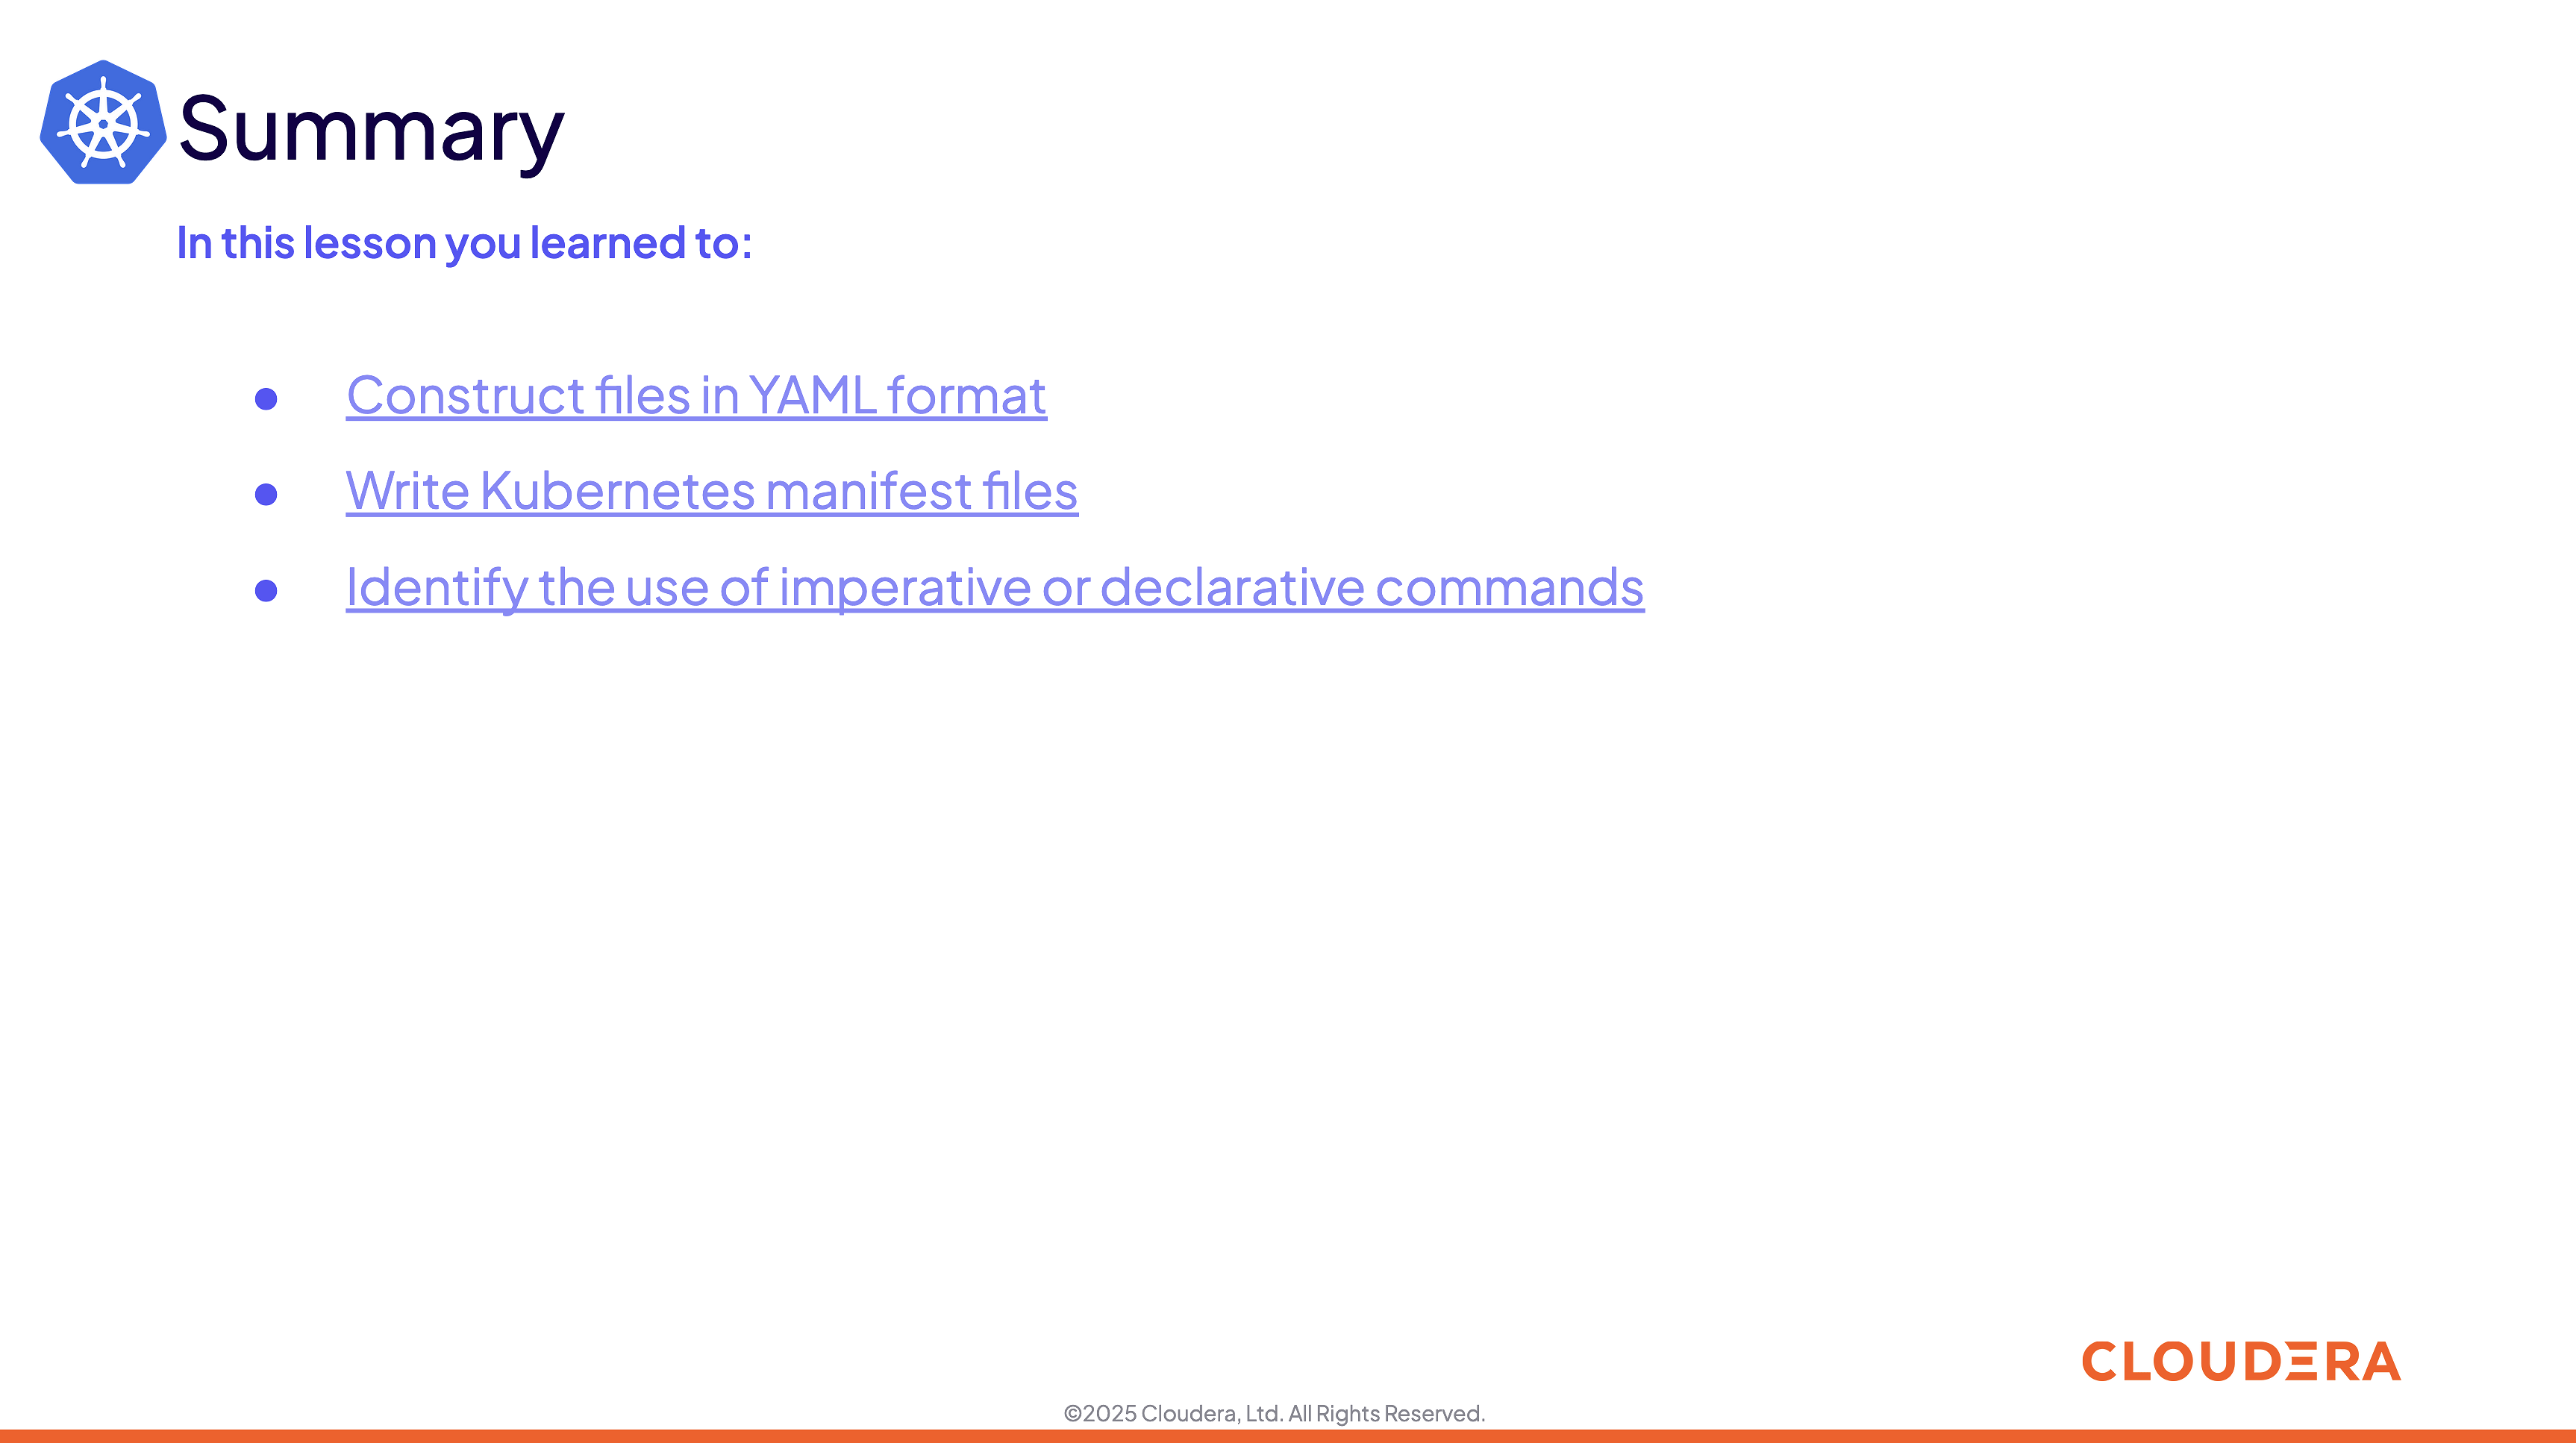 Summary
In this lesson you learned to:
● Construct files in YAML format
● Write Kubernetes manifest files
● Identify the use of imperative or declarative commands
CLOUDERA
©2025 Cloudera, Ltd. All Rights Reserved.